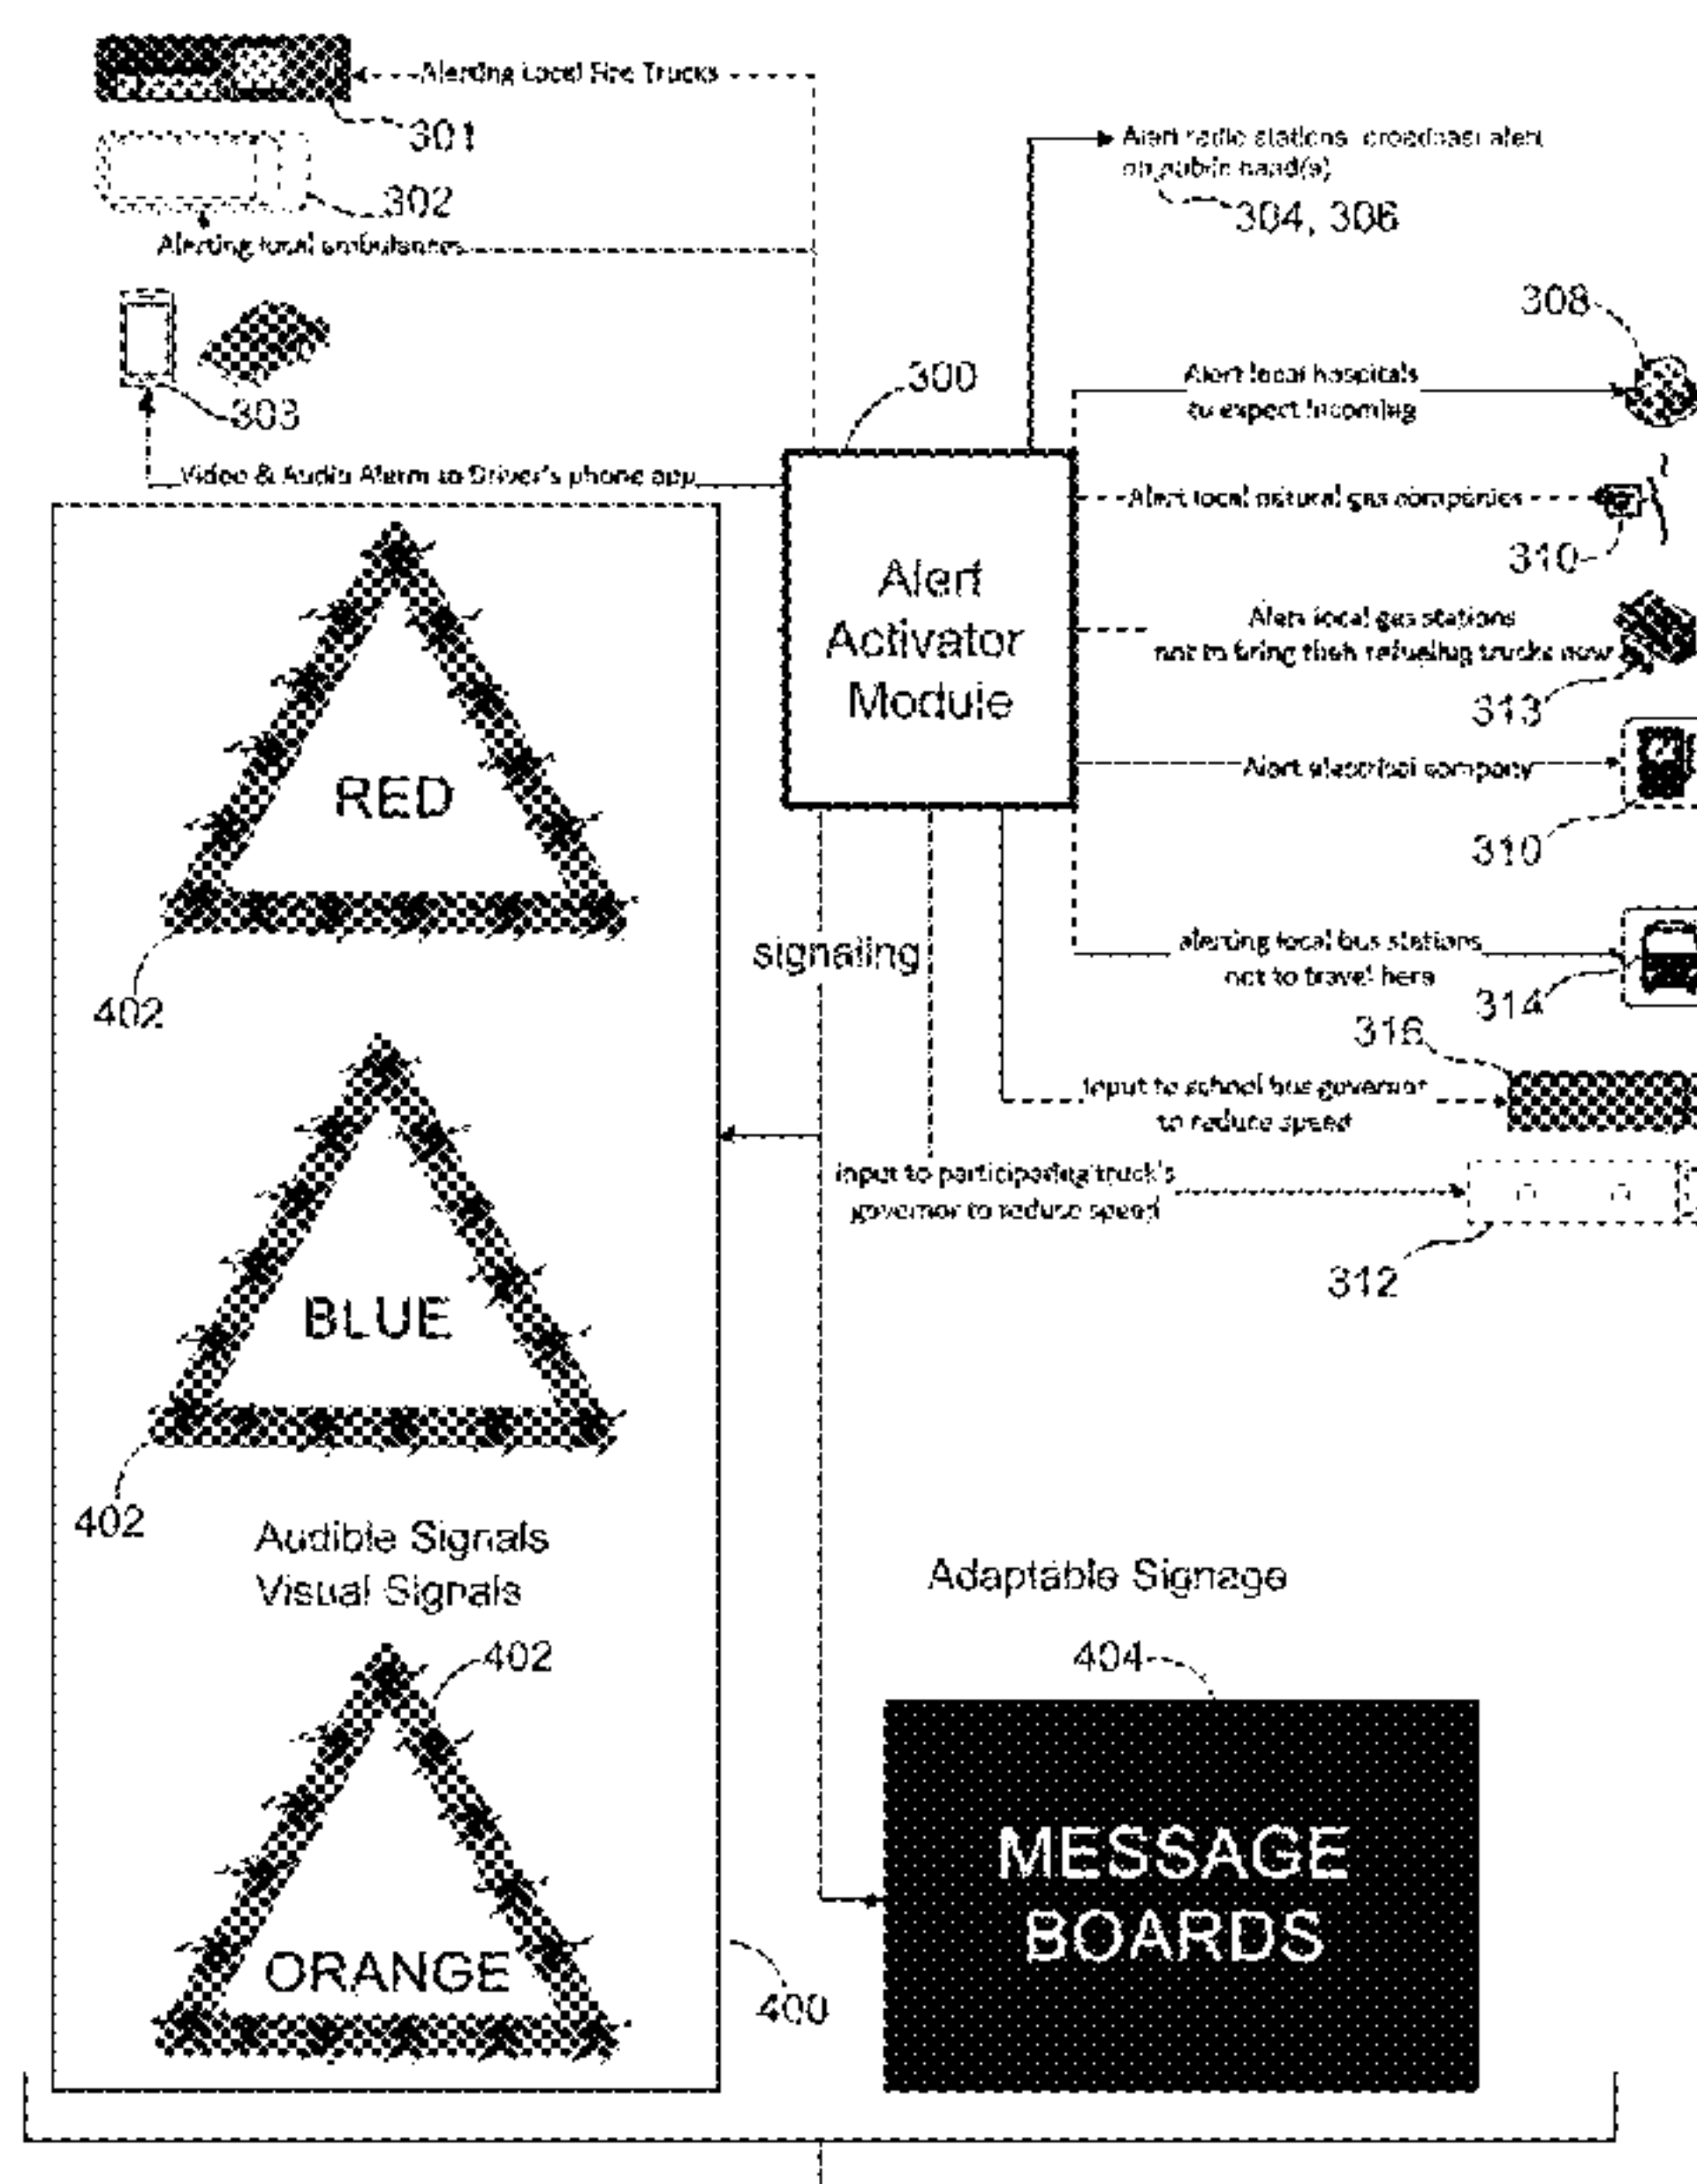 Alerting Local Fire Trucks
301
302
Alerting local ambulances
303
Video & Audio Alarm to Driver's phone app
Alert radio stations broadcast alert
on public band(s)
304, 306
308
300
Alert local hospitals
to expect incoming
Alert local natural gas companies
310
Alert
Activator
Module
Alert local gas stations
not to bring their refueling trucks now
313
Alert electrical company
310
alerting local bus stations
not to travel here
314
316
Input to school bus governor
to reduce speed
signaling
input to participating truck's
governor to reduce speed
312
RED
402
BLUE
402
Audible Signals
Visual Signals
402
ORANGE
400
Adaptable Signage
404
MESSAGE
BOARDS